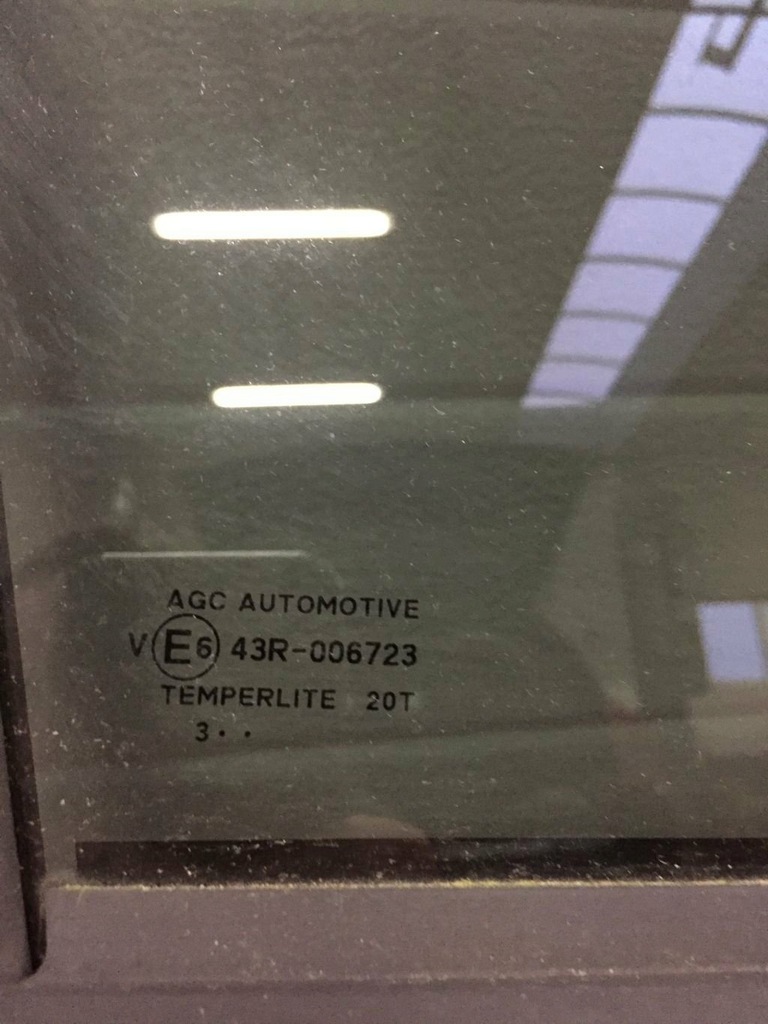 AGC AUTOMOTIVE
V E6 43R-006723
TEMPERLITE 20T
3··